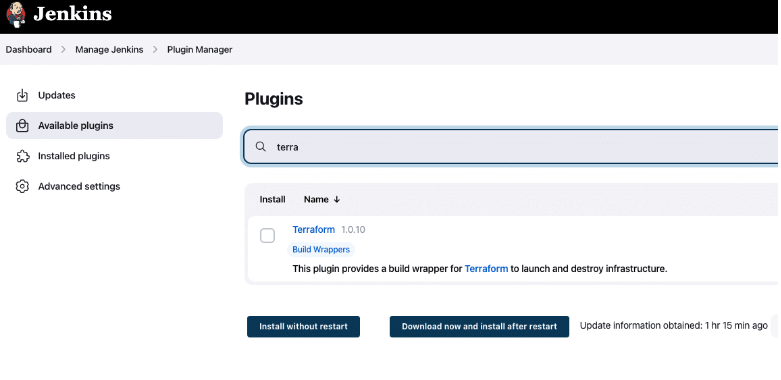 Jenkins
Dashboard > Manage Jenkins > Plugin Manager
Updates
Available plugins
Installed plugins
Advanced settings
Plugins
terra
Install Name ↓
Terraform 1.0.10
Build Wrappers
This plugin provides a build wrapper for Terraform to launch and destroy infrastructure.
Install without restart
Download now and install after restart
Update information obtained: 1 hr 15 min ago